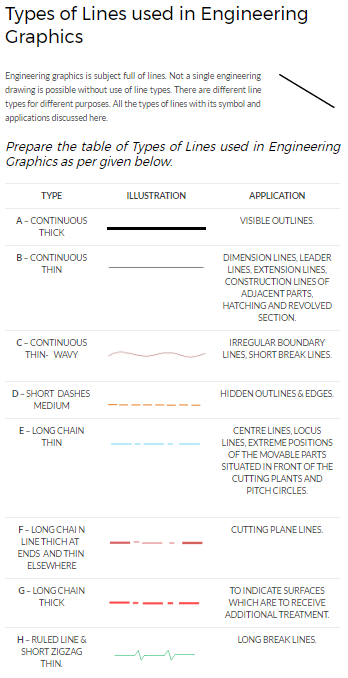 Types of Lines used in Engineering
Graphics
Engineering graphics is subject full of lines. Not a single engineering
drawing is possible without use of line types. There are different line
types for different purposes. All the types of lines with its symbol and
applications discussed here.
Prepare the table of Types of Lines used in Engineering
Graphics as per given below.
TYPE ILLUSTRATION APPLICATION
A – CONTINUOUS
THICK
VISIBLE OUTLINES.
B – CONTINUOUS
THIN
DIMENSION LINES, LEADER
LINES, EXTENSION LINES,
CONSTRUCTION LINES OF
ADJACENT PARTS,
HATCHING AND REVOLVED
SECTION.
C – CONTINUOUS
THIN- WAVY
IRREGULAR BOUNDARY
LINES, SHORT BREAK LINES.
D – SHORT DASHES
MEDIUM
HIDDEN OUTLINES & EDGES.
E – LONG CHAIN
THIN
CENTRE LINES, LOCUS
LINES, EXTREME POSITIONS
OF THE MOVABLE PARTS
SITUATED IN FRONT OF THE
CUTTING PLANTS AND
PITCH CIRCLES.
F – LONG CHAI N
LINE THICH AT
ENDS AND THIN
ELSEWHERE
CUTTING PLANE LINES.
G – LONG CHAIN
THICK
TO INDICATE SURFACES
WHICH ARE TO RECEIVE
ADDITIONAL TREATMENT.
H – RULED LINE &
SHORT ZIGZAG
THIN.
LONG BREAK LINES.